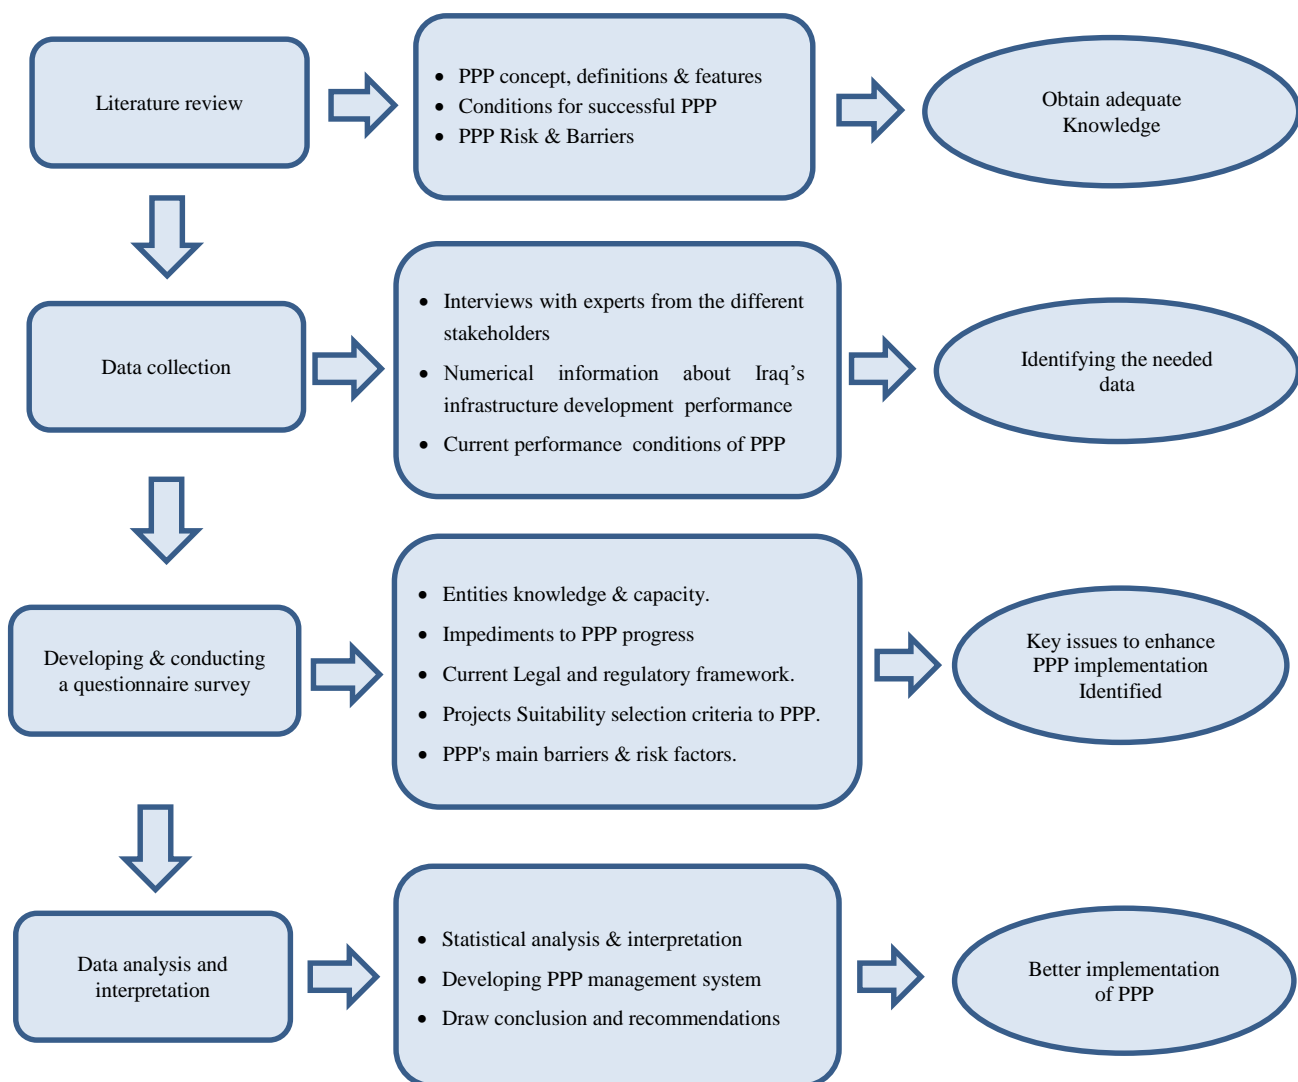 Literature review
• PPP concept, definitions & features
• Conditions for successful PPP
• PPP Risk & Barriers
Obtain adequate
Knowledge
Data collection
• Interviews with experts from the different
stakeholders
• Numerical information about Iraq’s
infrastructure development performance
• Current performance conditions of PPP
Identifying the needed
data
Developing & conducting
a questionnaire survey
• Entities knowledge & capacity.
• Impediments to PPP progress
• Current Legal and regulatory framework.
• Projects Suitability selection criteria to PPP.
• PPP's main barriers & risk factors.
Key issues to enhance
PPP implementation
Identified
Data analysis and
interpretation
• Statistical analysis & interpretation
• Developing PPP management system
• Draw conclusion and recommendations
Better implementation
of PPP